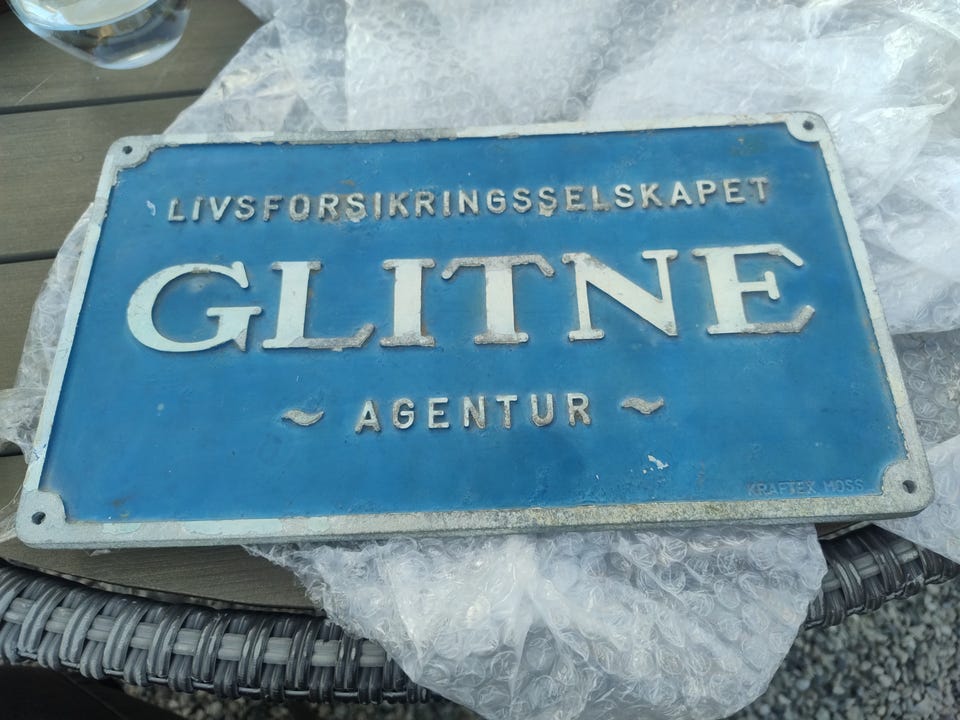 LIVSFORSIKRINGSSELSKAPET
GLITNE
~ AGENTUR ~
KRAFTEX MOSS